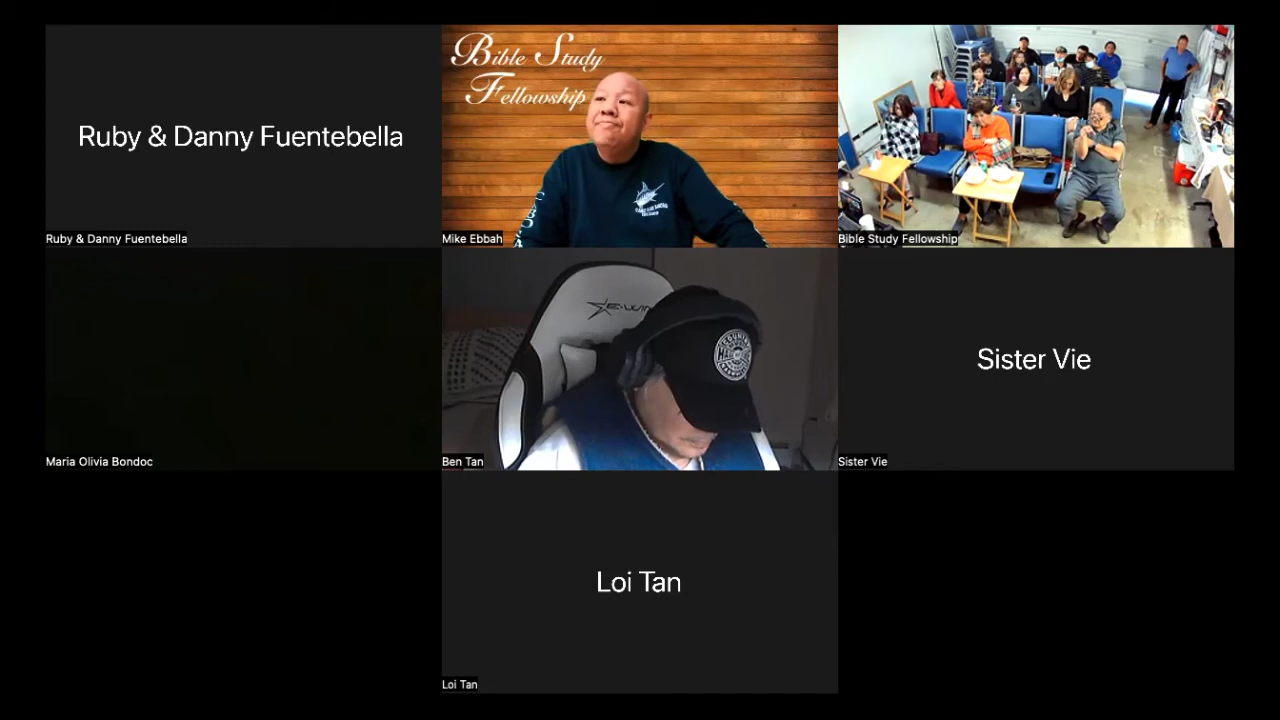 Ruby & Danny Fuentebella
Ruby & Danny Fuentebella
Bible Study
Fellowship
Mike Ebbah
Bible Study Fellowship
Maria Olivia Bondoc
E-WIN
Ben Tan
Sister Vie
Sister Vie
Loi Tan
Loi Tan